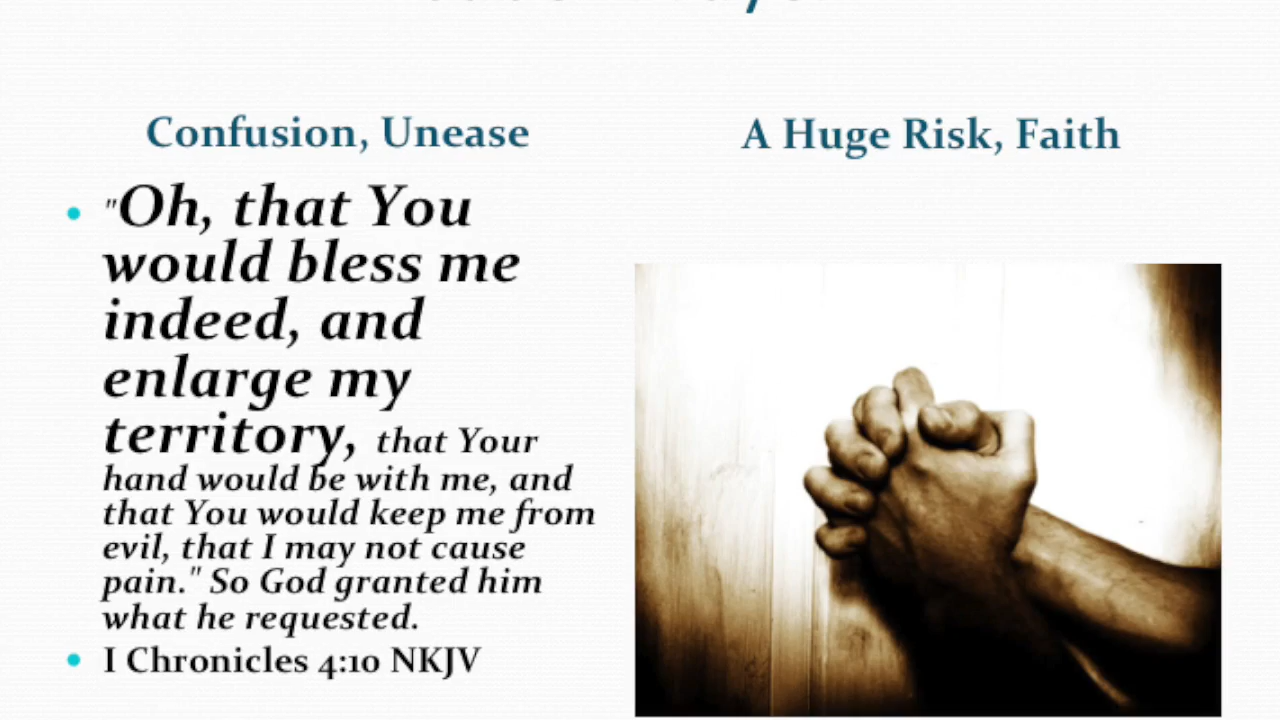 Confusion, Unease
A Huge Risk, Faith
• "Oh, that You
would bless me
indeed, and
enlarge my
territory, that Your
hand would be with me, and
that You would keep me from
evil, that I may not cause
pain." So God granted him
what he requested.
• I Chronicles 4:10 NKJV